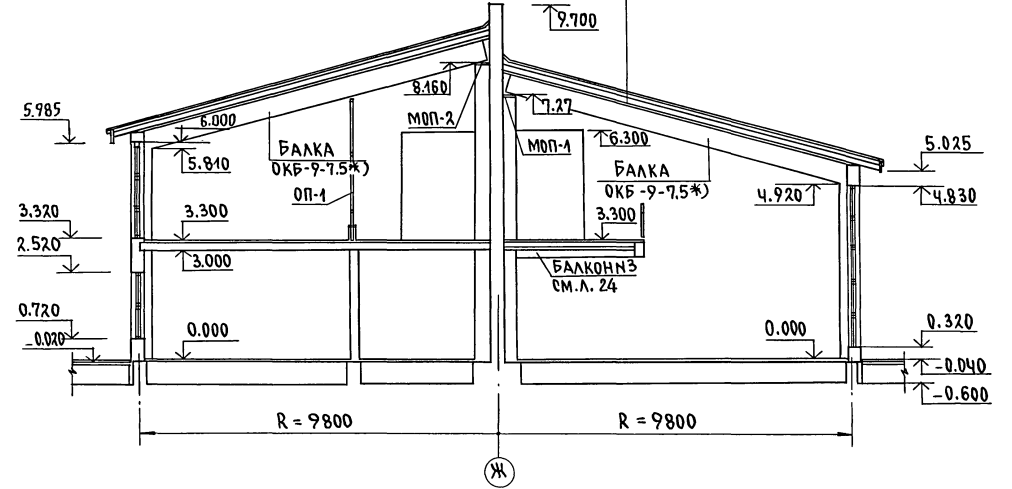 9.700
8.160
5.985
6.000
МОП-2
7.27
6.300
МОП-1
5.810
БАЛКА
ОКБ-9-7.5*)
5.025
БАЛКА
ОКБ-9-7.5*)
ОП-1
4.920
4.830
3.320
3.300
3.300
2.520
3.000
БАЛКОН N3
СМ.Л. 24
0.720
-0.020
0.000
0.000
0.320
-0.040
-0.600
R = 9800
R = 9800
Ж